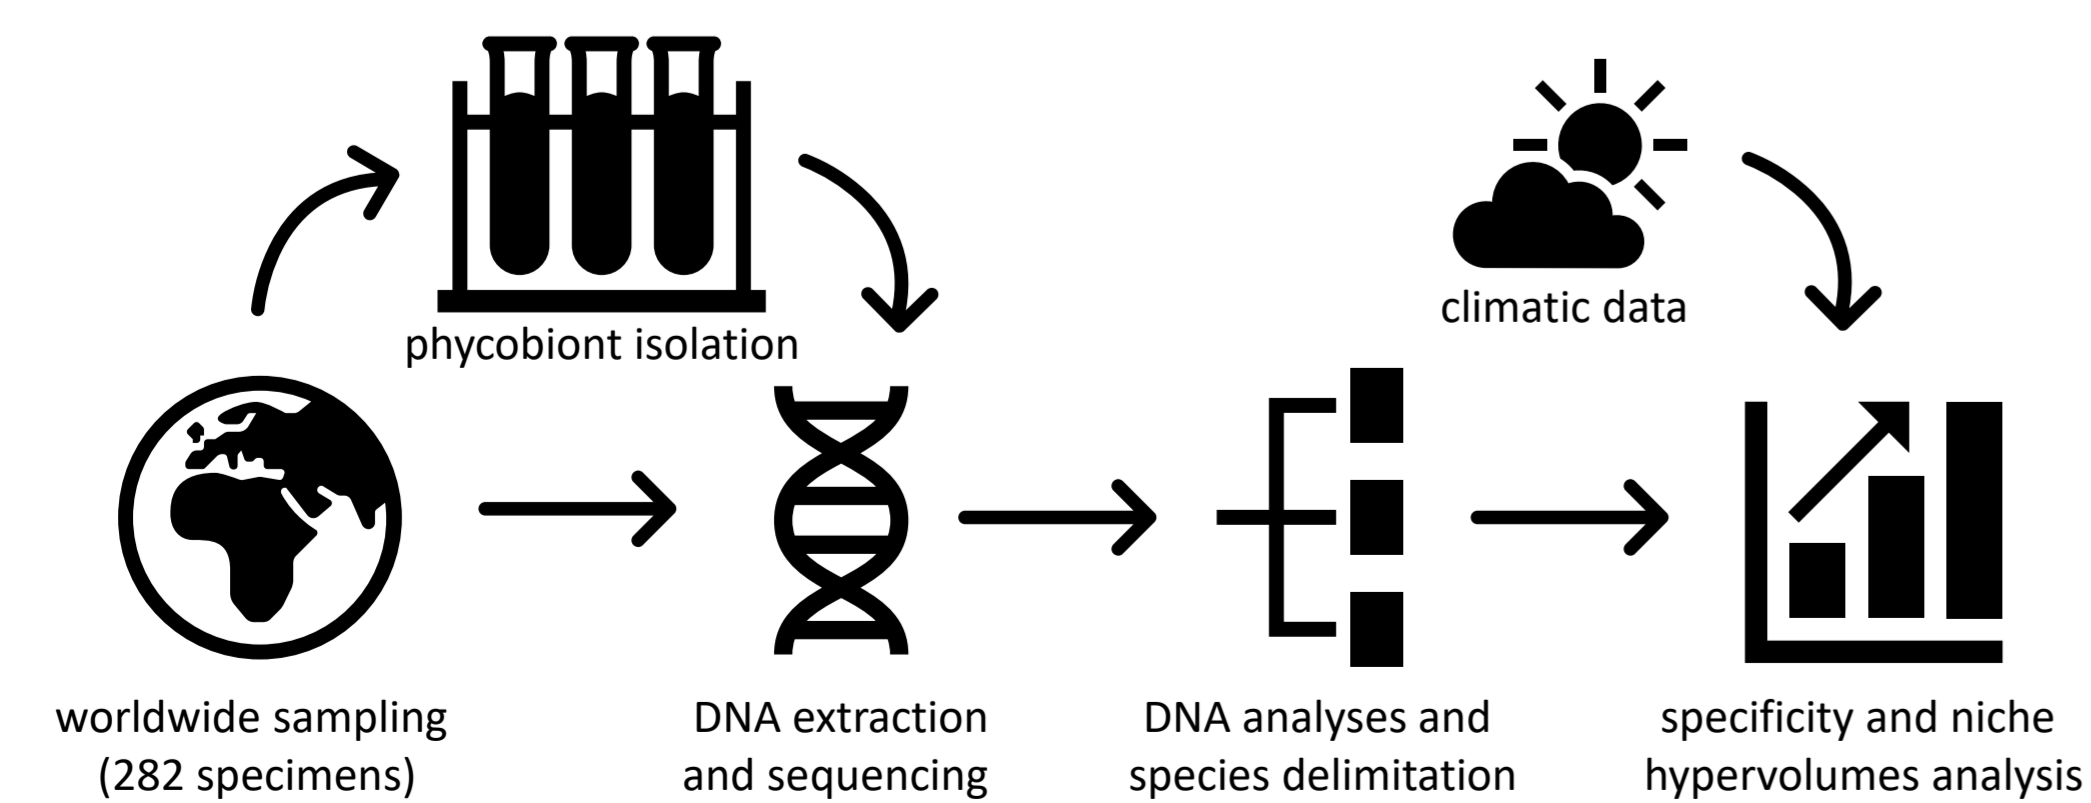 phycobiont isolation
climatic data
worldwide sampling
(282 specimens)
DNA extraction
and sequencing
DNA analyses and
species delimitation
specificity and niche
hypervolumes analysis